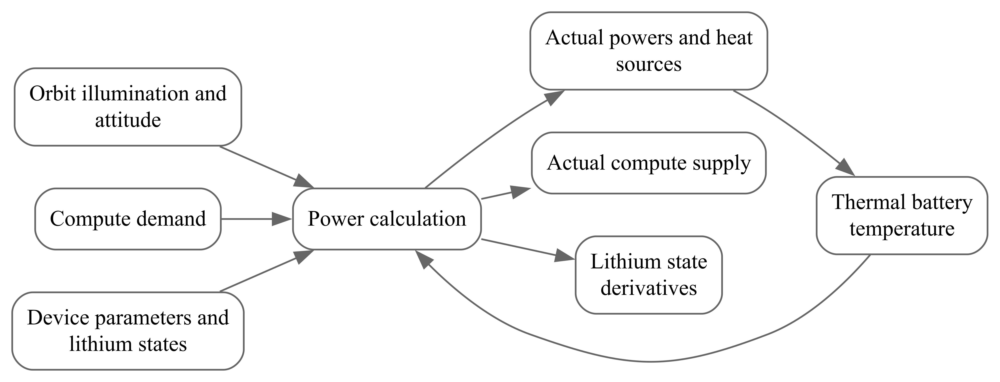 Orbit illumination and
attitude
Compute demand
Device parameters and
lithium states
Power calculation
Actual powers and heat
sources
Actual compute supply
Lithium state
derivatives
Thermal battery
temperature